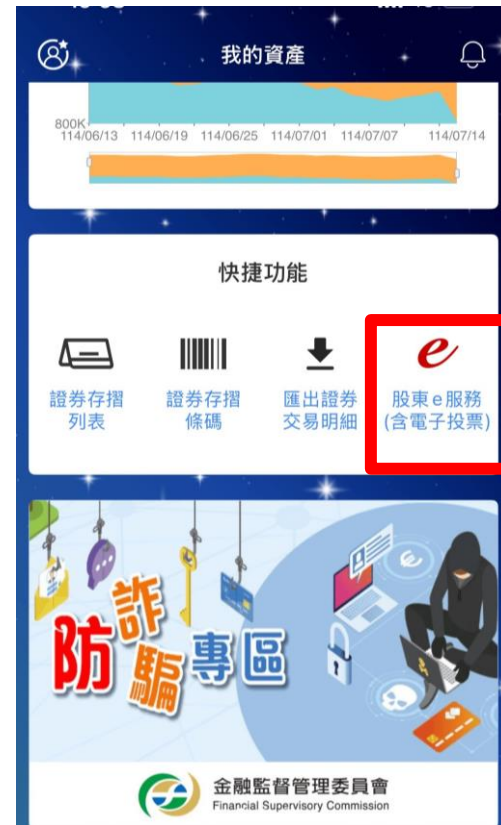 我的資產
800K
114/06/13 114/06/19 114/06/25 114/07/01 114/07/07 114/07/14
快捷功能
證券存摺
列表
證券存摺
條碼
匯出證券
交易明細
e
股東e服務
(含電子投票)
防詐騙專區
金融監督管理委員會
Financial Supervisory Commission